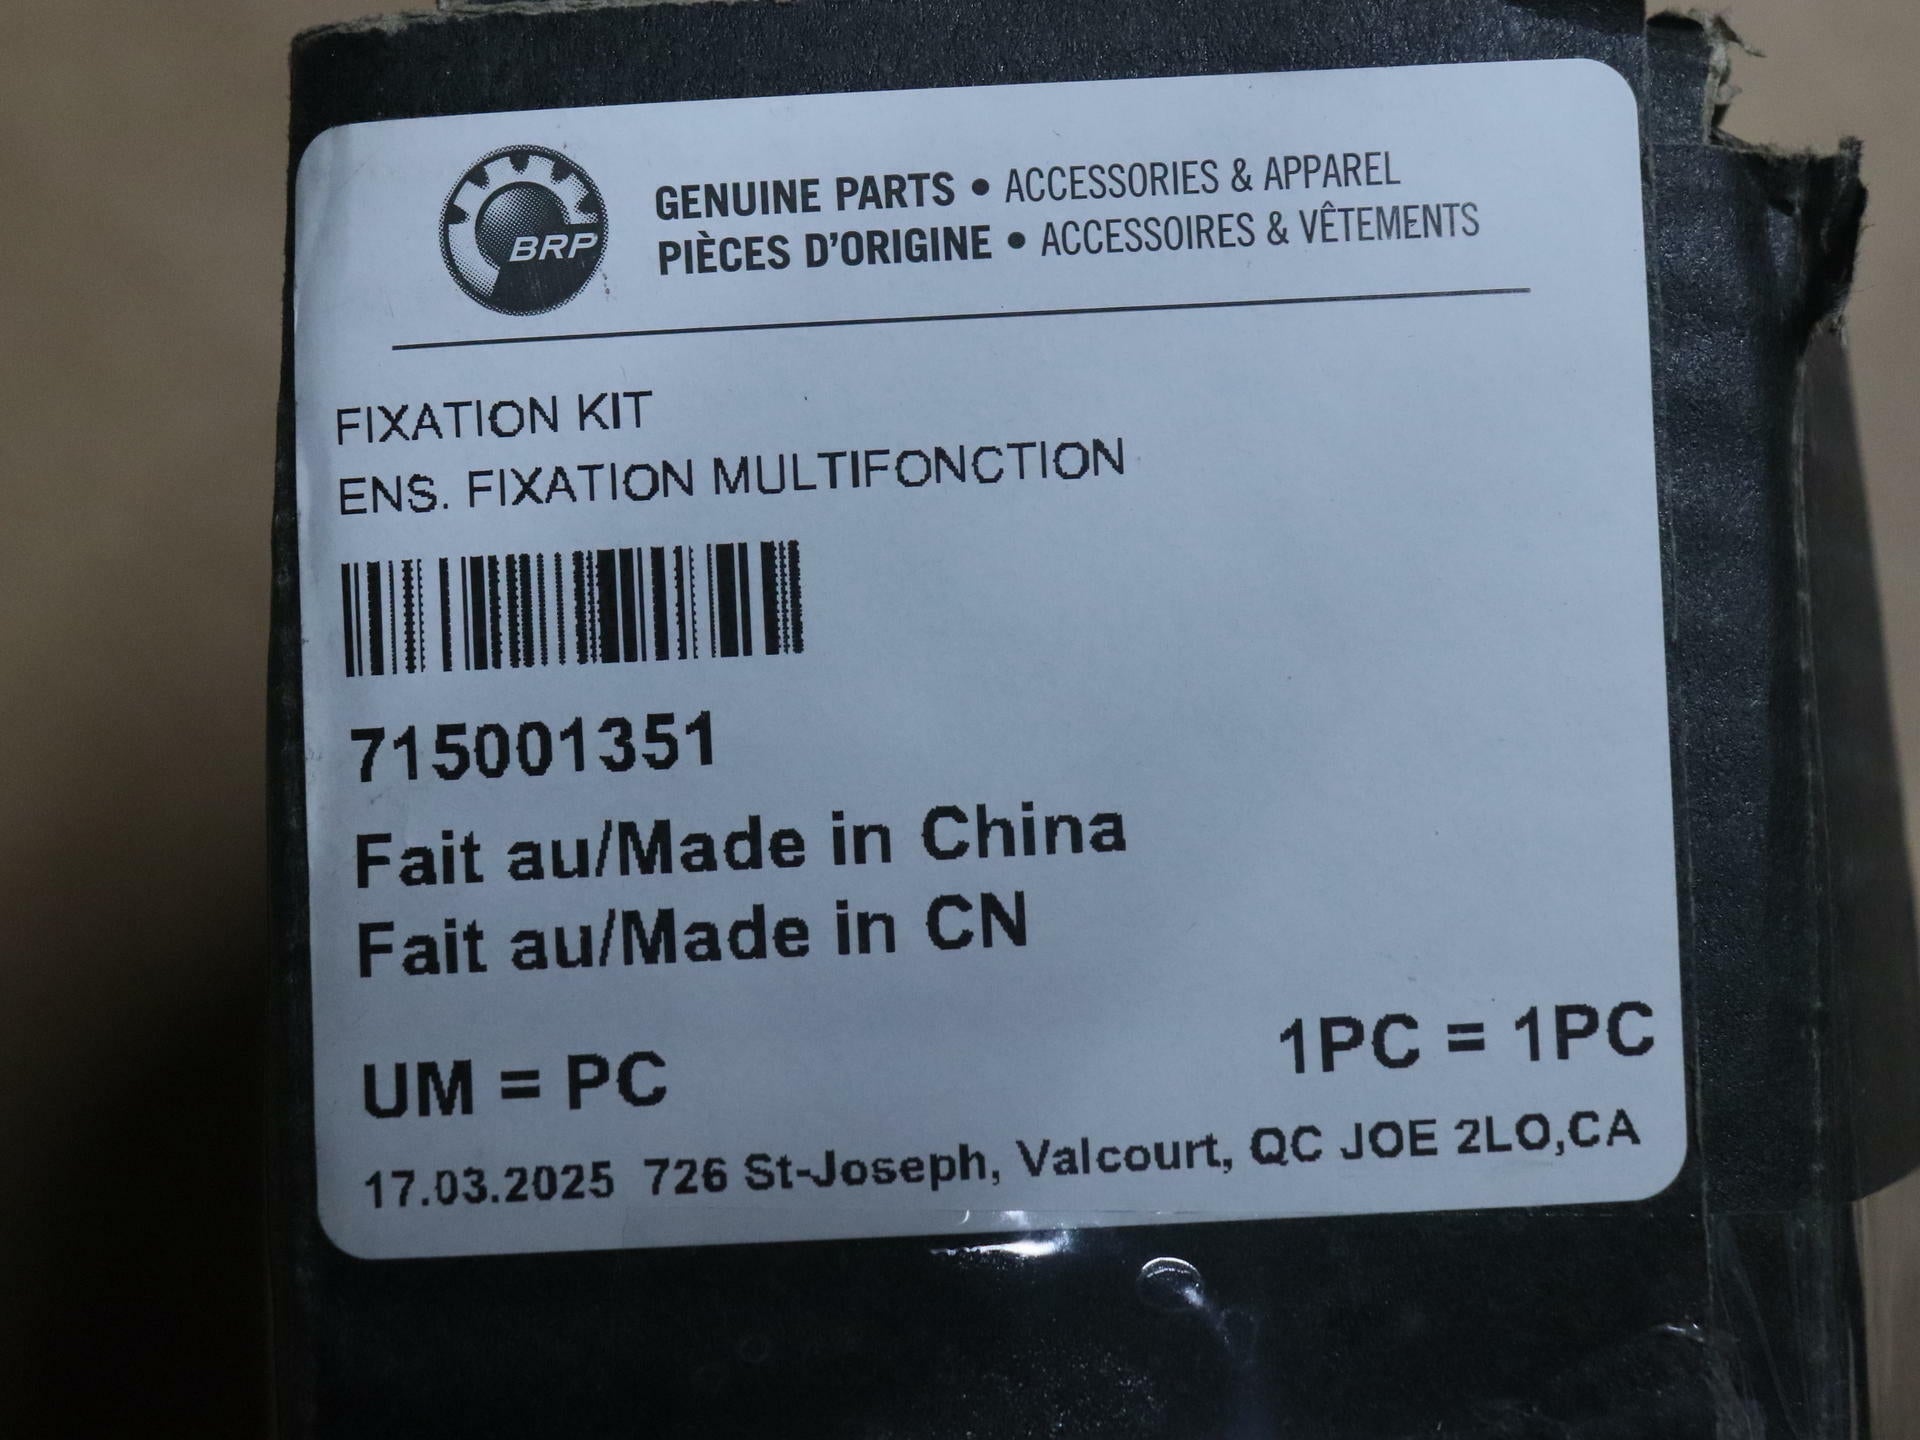 BRP
GENUINE PARTS • ACCESSORIES & APPAREL
PIÈCES D'ORIGINE • ACCESSOIRES & VÊTEMENTS
FIXATION KIT
ENS. FIXATION MULTIFONCTION
715001351
Fait au/Made in China
Fait au/Made in CN
UM = PC 1PC = 1PC
17.03.2025 726 St-Joseph, Valcourt, QC JOE 2LO,CA